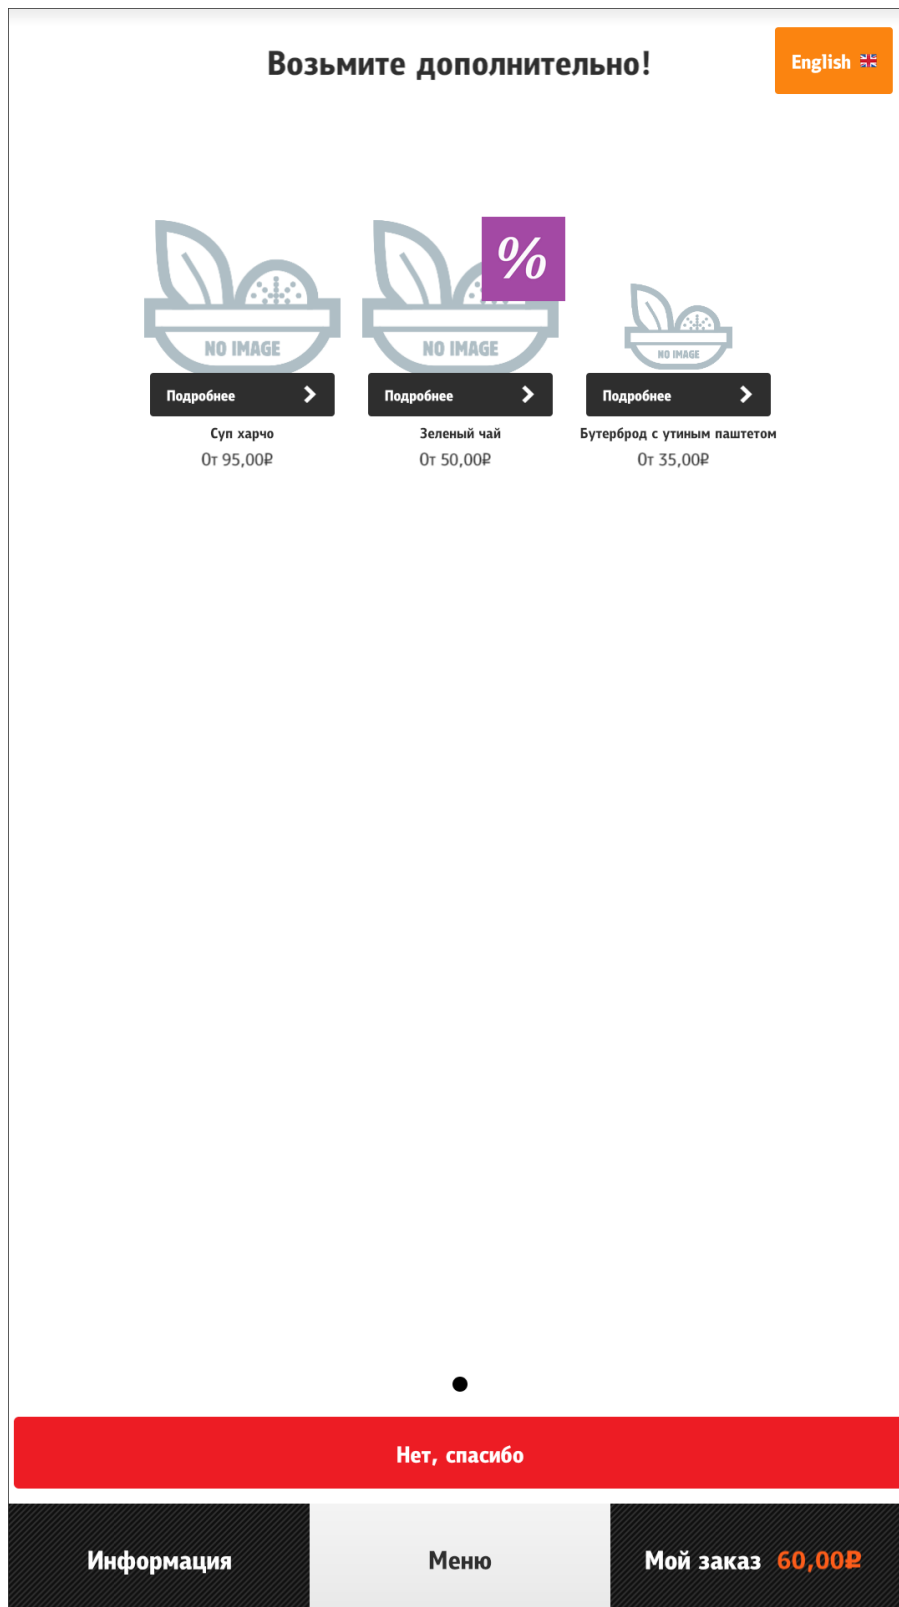 Возьмите дополнительно!
English
%
NO IMAGE
NO IMAGE
NO IMAGE
Подробнее
Подробнее
Подробнее
Суп харчо
Зеленый чай
Бутерброд с утиным паштетом
От 95,00₽
От 50,00₽
От 35,00₽
Нет, спасибо
Информация
Меню
Мой заказ 60,00₽